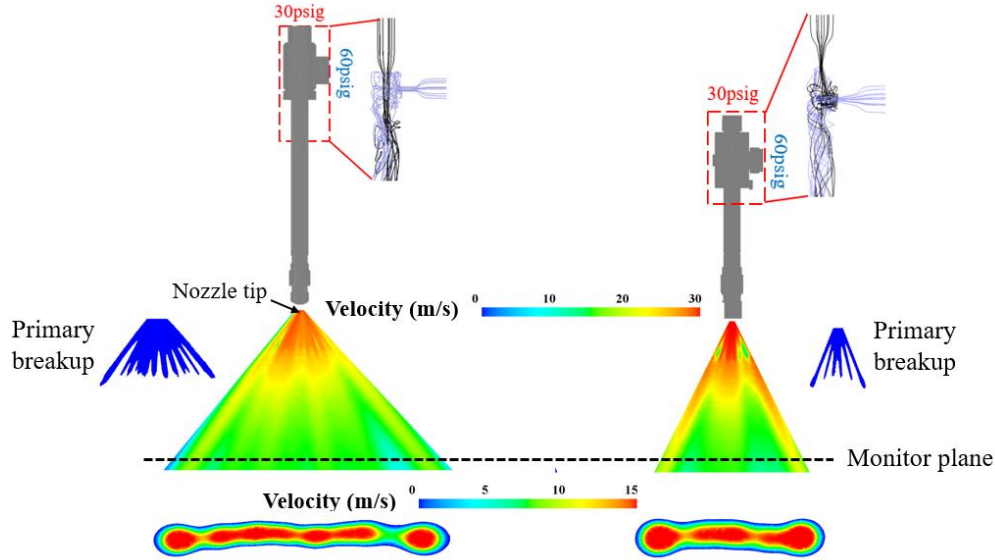 30psig
60psig
30psig
60psig
Nozzle tip
Velocity (m/s)
0 10 20 30
Primary
breakup
Primary
breakup
Monitor plane
Velocity (m/s)
0 5 10 15